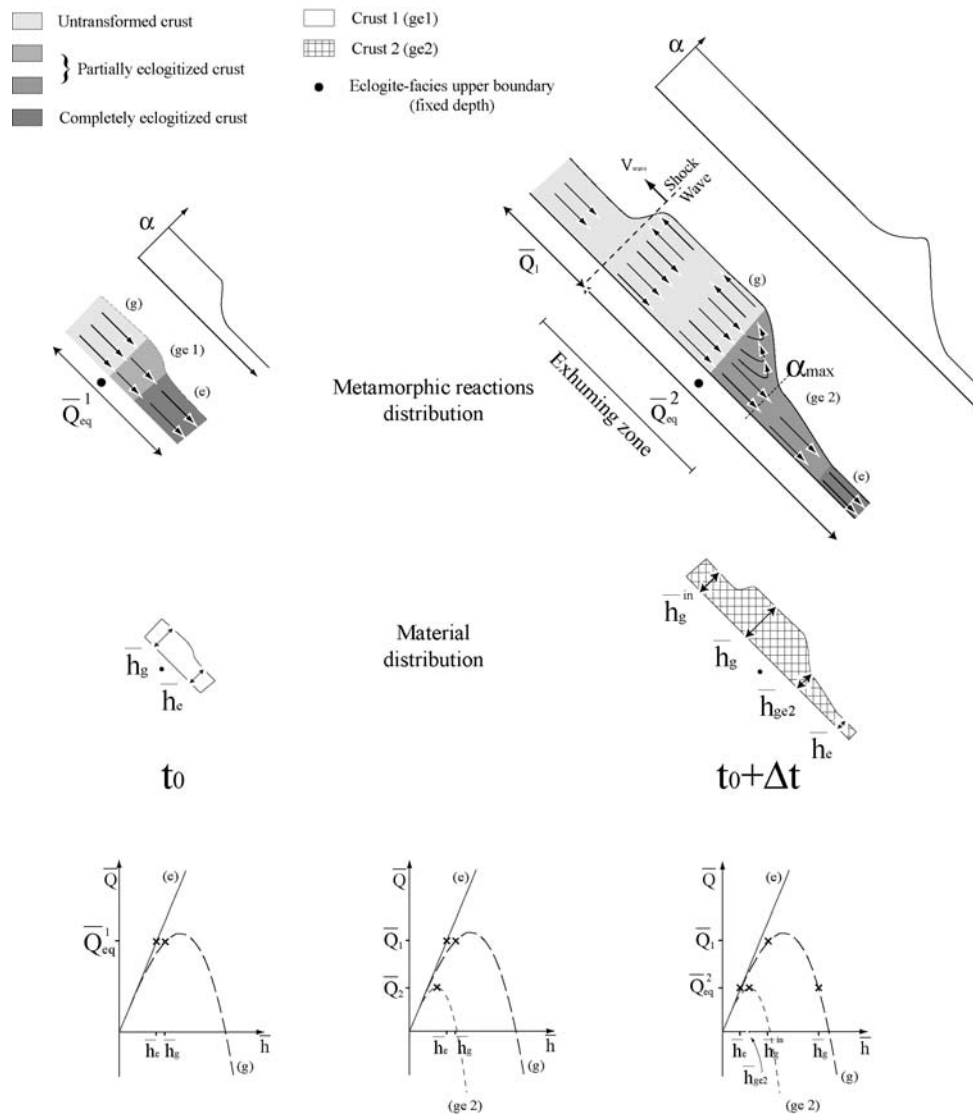 Untransformed crust
Partially eclogitized crust
Completely eclogitized crust
Crust 1 (ge1)
Crust 2 (ge2)
Eclogite-facies upper boundary
(fixed depth)
α
(g)
(ge 1)
(e)
Q̅eq¹
α
Vwave
Shock
Wave
Q̅₁
(g)
Exhuming zone
Q̅eq²
αmax
(ge 2)
(e)
Metamorphic reactions
distribution
h̅g
h̅e
Material
distribution
h̅gⁱⁿ
h̅g
h̅ge2
h̅e
t₀
t₀+Δt
Q̅
(e)
Q̅eq¹
h̅e h̅g h̅
(g)
Q̅
(e)
Q̅₁
Q̅₂
h̅e h̅g h̅
(g)
(ge 2)
Q̅
(e)
Q̅₁
Q̅eq²
h̅e h̅gⁱⁿ h̅g h̅
h̅ge2
(g)
(ge 2)